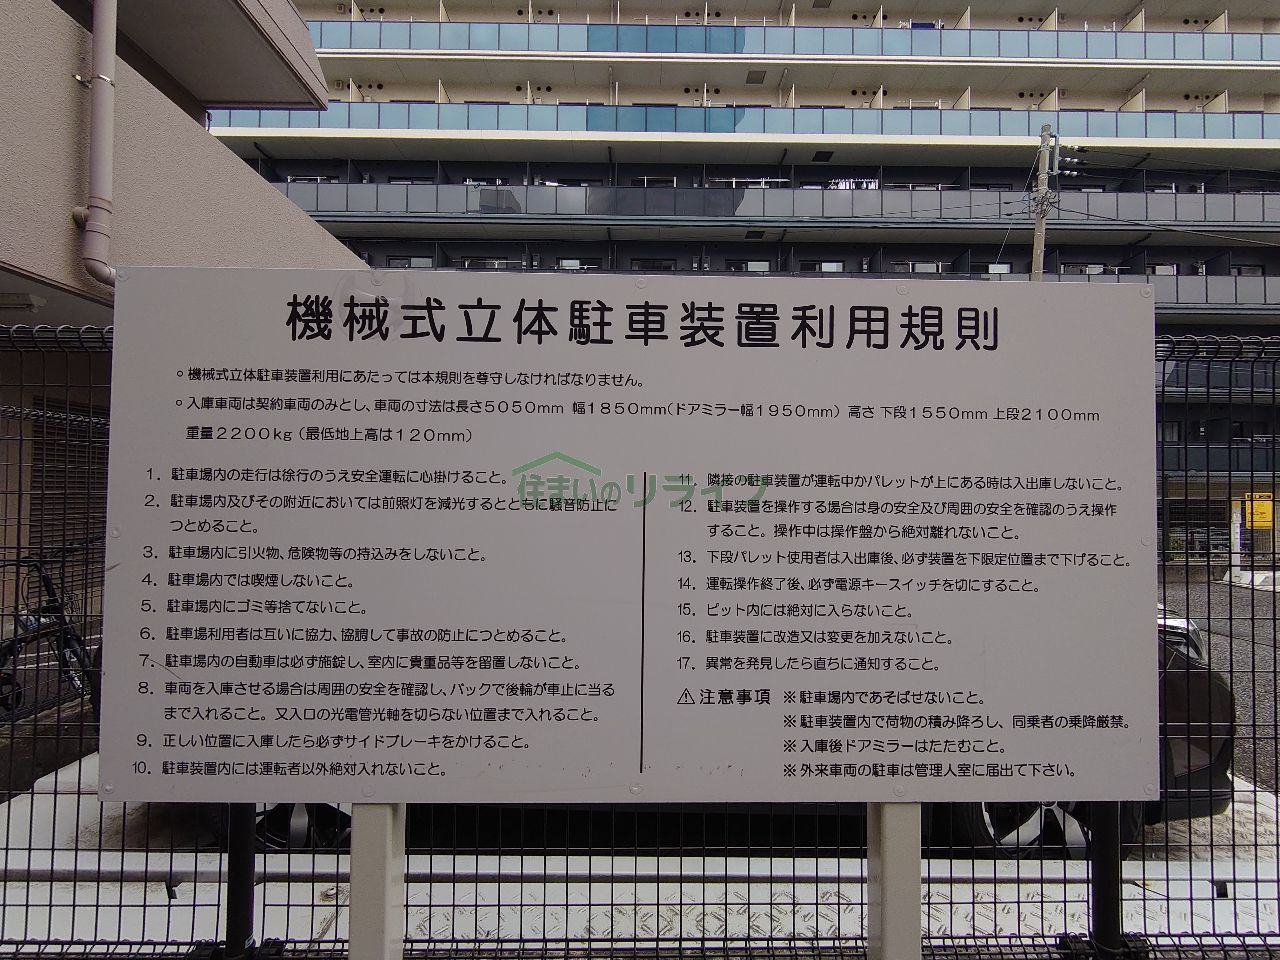 機械式立体駐車装置利用規則
○機械式立体駐車装置利用にあたっては本規則を尊守しなければなりません。
○入庫車両は契約車両のみとし、車両の寸法は長さ5050mm 幅1850mm(ドアミラー幅1950mm) 高さ 下段1550mm 上段2100mm
重量2200kg(最低地上高は120mm)
1. 駐車場内の走行は徐行のうえ安全運転に心掛けること。
2. 駐車場内及びその附近においては前照灯を減光するとともに騒音防止に
つとめること。
3. 駐車場内に引火物、危険物等の持込みをしないこと。
4. 駐車場内では喫煙しないこと。
5. 駐車場内にゴミ等捨てないこと。
6. 駐車場利用者は互いに協力、協調して事故の防止につとめること。
7. 駐車場内の自動車は必ず施錠し、室内に貴重品等を留置しないこと。
8. 車両を入庫させる場合は周囲の安全を確認し、バックで後輪が車止に当る
まで入れること。又入口の光電管光軸を切らない位置まで入れること。
9. 正しい位置に入庫したら必ずサイドブレーキをかけること。
10. 駐車装置内には運転者以外絶対入れないこと。
11. 隣接の駐車装置が運転中かパレットが上にある時は入出庫しないこと。
12. 駐車装置を操作する場合は身の安全及び周囲の安全を確認のうえ操作
すること。操作中は操作盤から絶対離れないこと。
13. 下段パレット使用者は入出庫後、必ず装置を下限定位置まで下げること。
14. 運転操作終了後、必ず電源キースイッチを切にすること。
15. ピット内には絶対に入らないこと。
16. 駐車装置に改造又は変更を加えないこと。
17. 異常を発見したら直ちに通知すること。
⚠注意事項 ※駐車場内であそばせないこと。
※駐車装置内で荷物の積み降ろし、同乗者の乗降厳禁。
※入庫後ドアミラーはたたむこと。
※外来車両の駐車は管理人室に届出て下さい。
住まいのリライフ